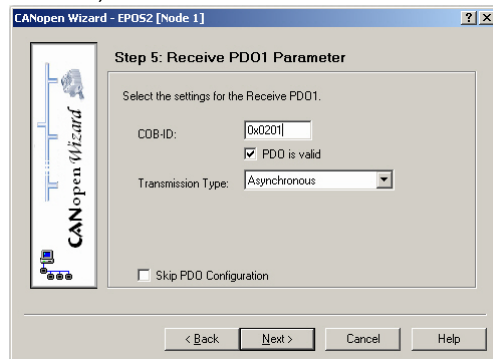 CANopen Wizard - EPOS2 [Node 1]
Step 5: Receive PDO1 Parameter
Select the settings for the Receive PDO1.
COB-ID: 0x0201
PDO is valid
Transmission Type: Asynchronous
Skip PDO Configuration
CANopen Wizard
< Back Next > Cancel Help